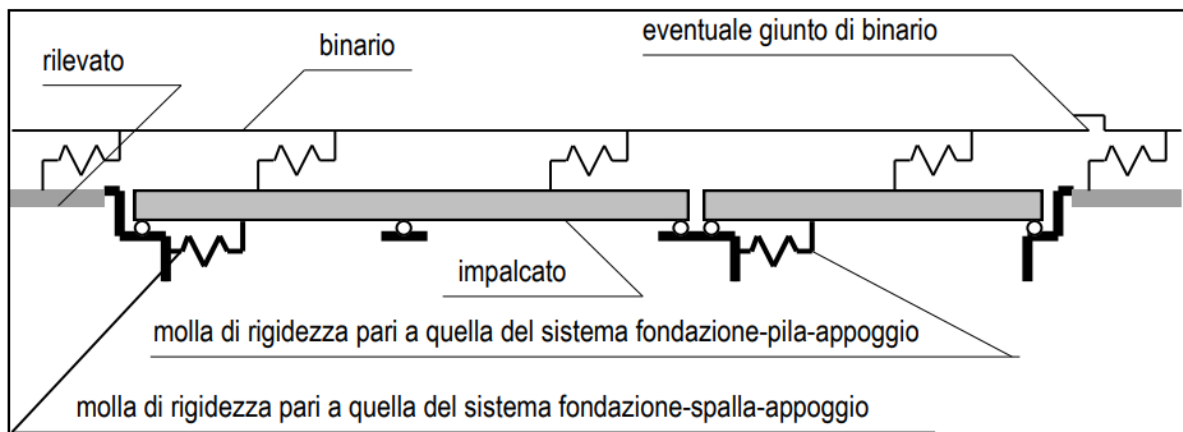 eventuale giunto di binario
binario
rilevato
impalcato
molla di rigidezza pari a quella del sistema fondazione-pila-appoggio
molla di rigidezza pari a quella del sistema fondazione-spalla-appoggio